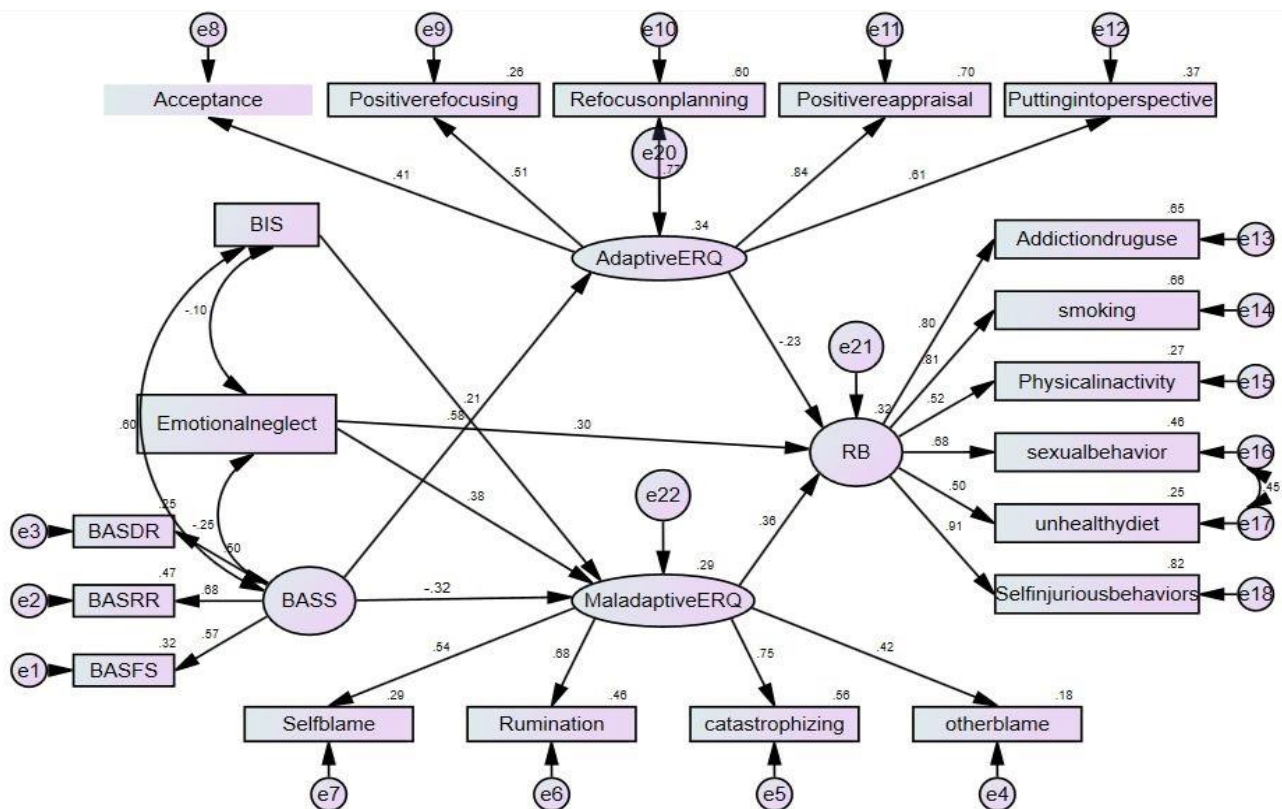 e8
e9
e10
e11
e12
.26
.60
.70
.37
Acceptance
Positiverefocusing
Refocusonplanning
Positivereappraisal
Puttingintoperspective
e20
.77
.41
.51
.84
.61
.34
AdaptiveERQ
BIS
.65
Addictiondruguse
e13
.66
smoking
e14
-.10
.80
.81
-.23
e21
.27
Physicalinactivity
e15
.52
.21
.58
.60
Emotionalneglect
.30
.32
RB
.68
.46
sexualbehavior
e16
.45
.50
.25
unhealthydiet
e17
.38
e22
.36
.91
.25
e3
BASDR
-.25
.50
.47
e2
BASRR
.68
BASS
-.32
.29
MaladaptiveERQ
.82
Selfinjuriousbehaviors
e18
.32
e1
BASFS
.57
.54
.68
.75
.42
.29
.46
.56
.18
Selfblame
Rumination
catastrophizing
otherblame
e7
e6
e5
e4